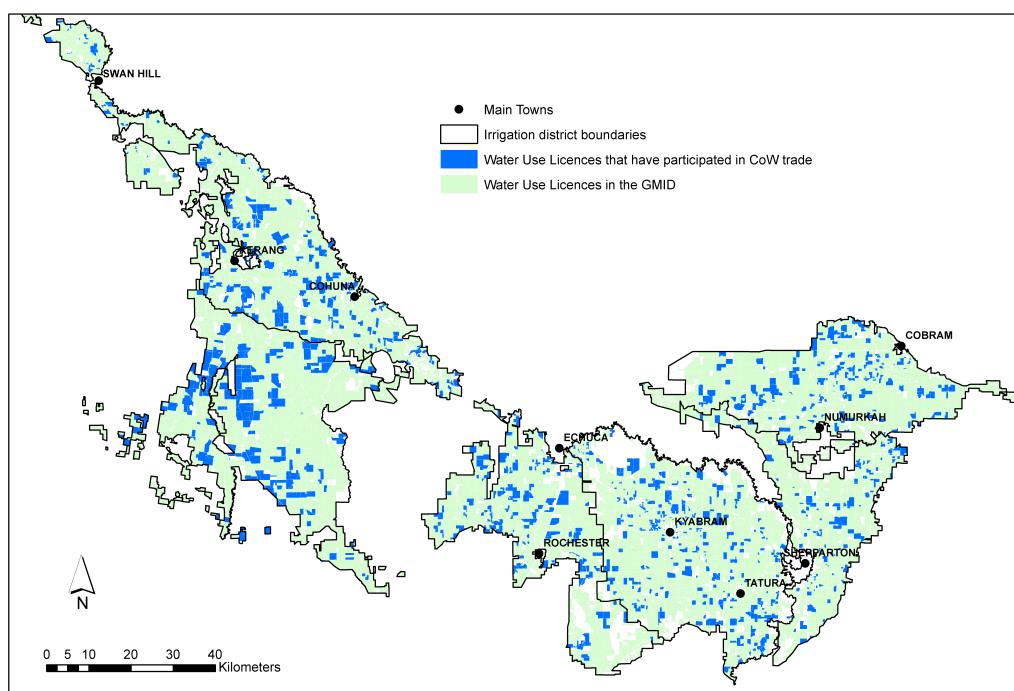 SWAN HILL
Main Towns
Irrigation district boundaries
Water Use Licences that have participated in CoW trade
Water Use Licences in the GMID
KERANG
COHUNA
COBRAM
NUMURKAH
ECHUCA
KYABRAM
ROCHESTER
SHEPPARTON
TATURA
N
0 5 10 20 30 40
Kilometers